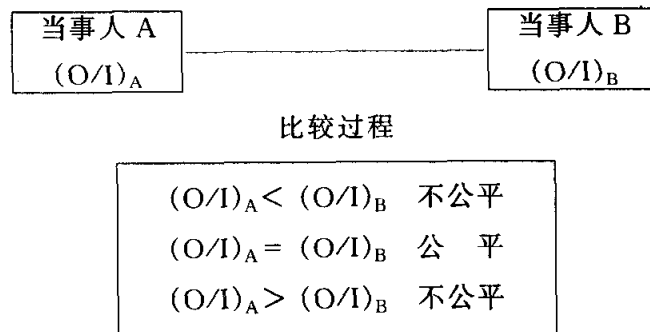 当事人 A
(O/I)A
当事人 B
(O/I)B
比较过程
(O/I)A< (O/I)B 不公平
(O/I)A= (O/I)B 公 平
(O/I)A> (O/I)B 不公平